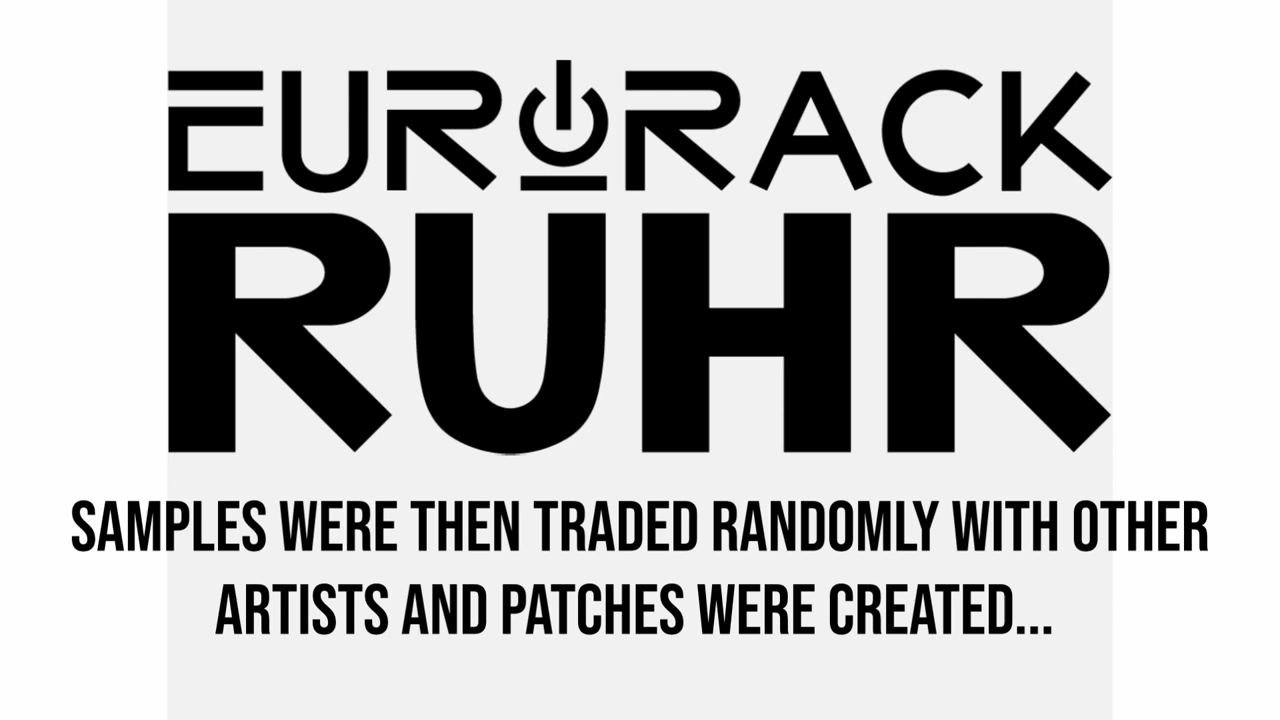 EURORACK
RUHR
SAMPLES WERE THEN TRADED RANDOMLY WITH OTHER
ARTISTS AND PATCHES WERE CREATED...